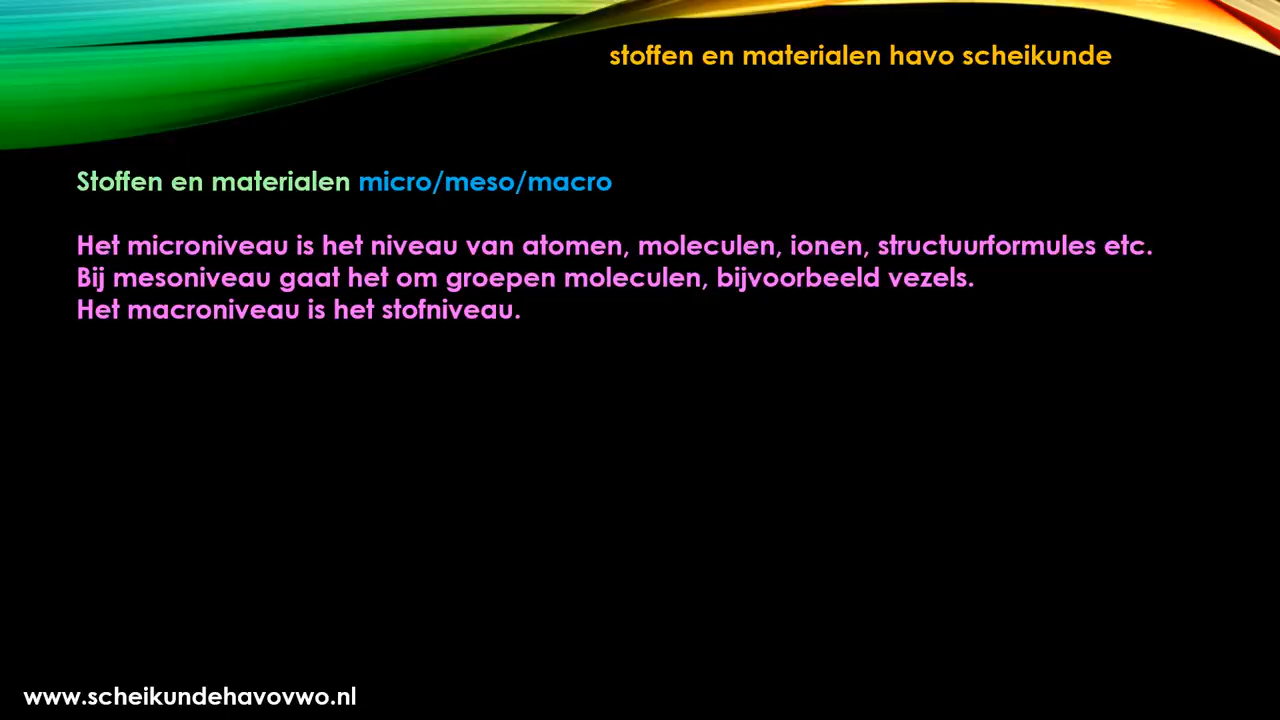 stoffen en materialen havo scheikunde
Stoffen en materialen micro/meso/macro
Het microniveau is het niveau van atomen, moleculen, ionen, structuurformules etc.
Bij mesoniveau gaat het om groepen moleculen, bijvoorbeeld vezels.
Het macroniveau is het stofniveau.
www.scheikundehavovwo.nl